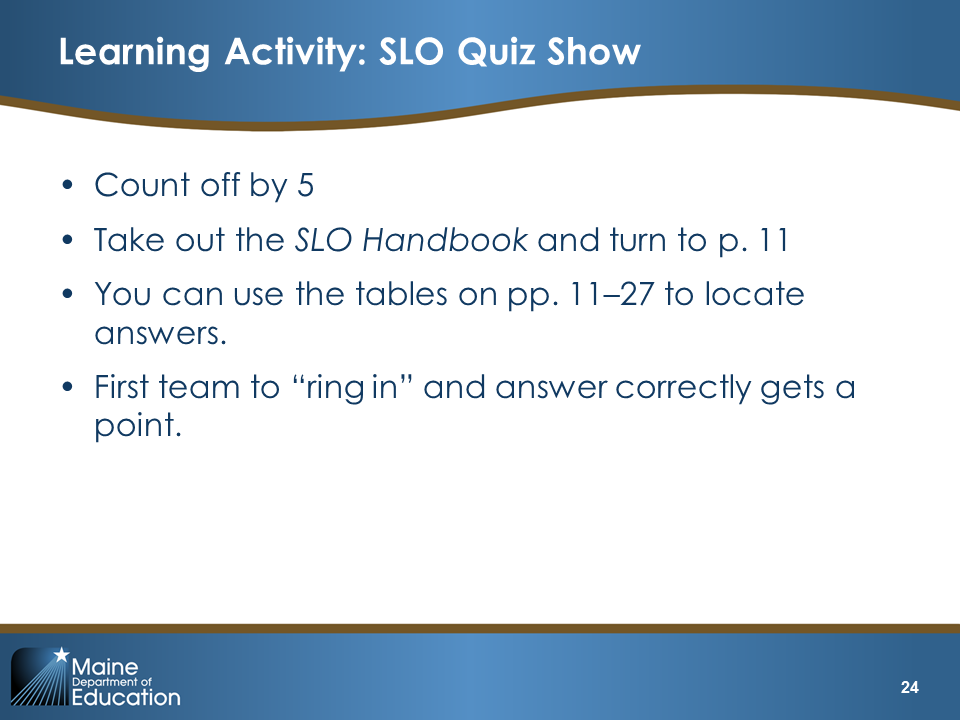 Learning Activity: SLO Quiz Show
• Count off by 5
• Take out the SLO Handbook and turn to p. 11
• You can use the tables on pp. 11–27 to locate
answers.
• First team to “ring in” and answer correctly gets a
point.
Maine
Department of
Education
24